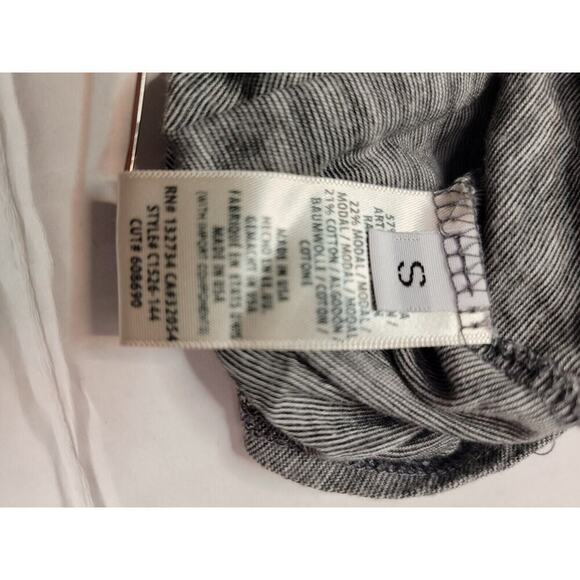 S
22% MODAL / MODAL /
MODAL / MODAL / MODAL
21% COTTON / ALGODON /
BAUMWOLLE / COTON /
COTONE
MADE IN USA
GEMACHT IN USA
HECHO EN EE.UU.
FABRIQUE EN ETATS D'UNIS
MADE IN USA
(WITH IMPORT COMPONENTS)
RN# 132734 CA#32054
STYLE# C1526-144
CUT# 608690